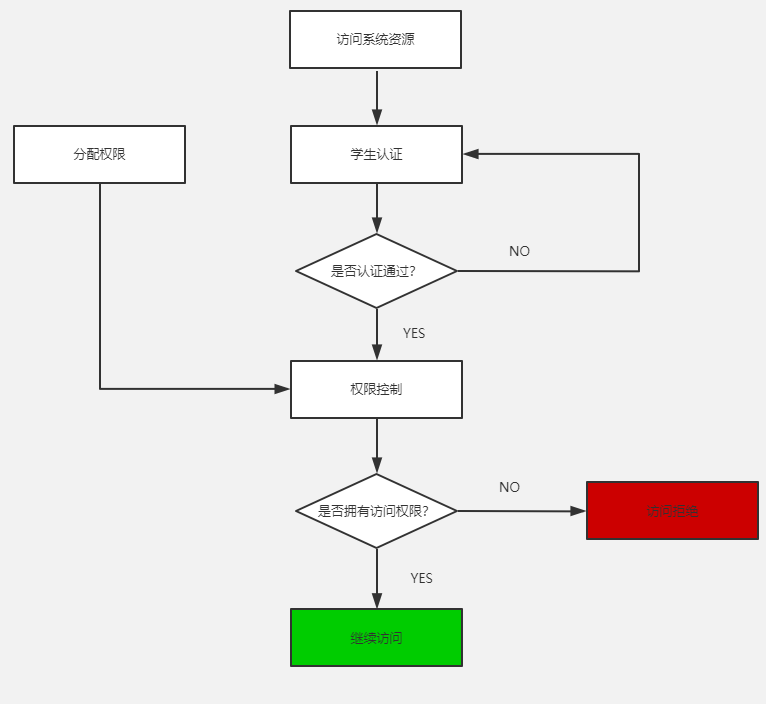 访问系统资源
分配权限
学生认证
是否认证通过？
NO
YES
权限控制
是否拥有访问权限？
NO
访问拒绝
YES
继续访问